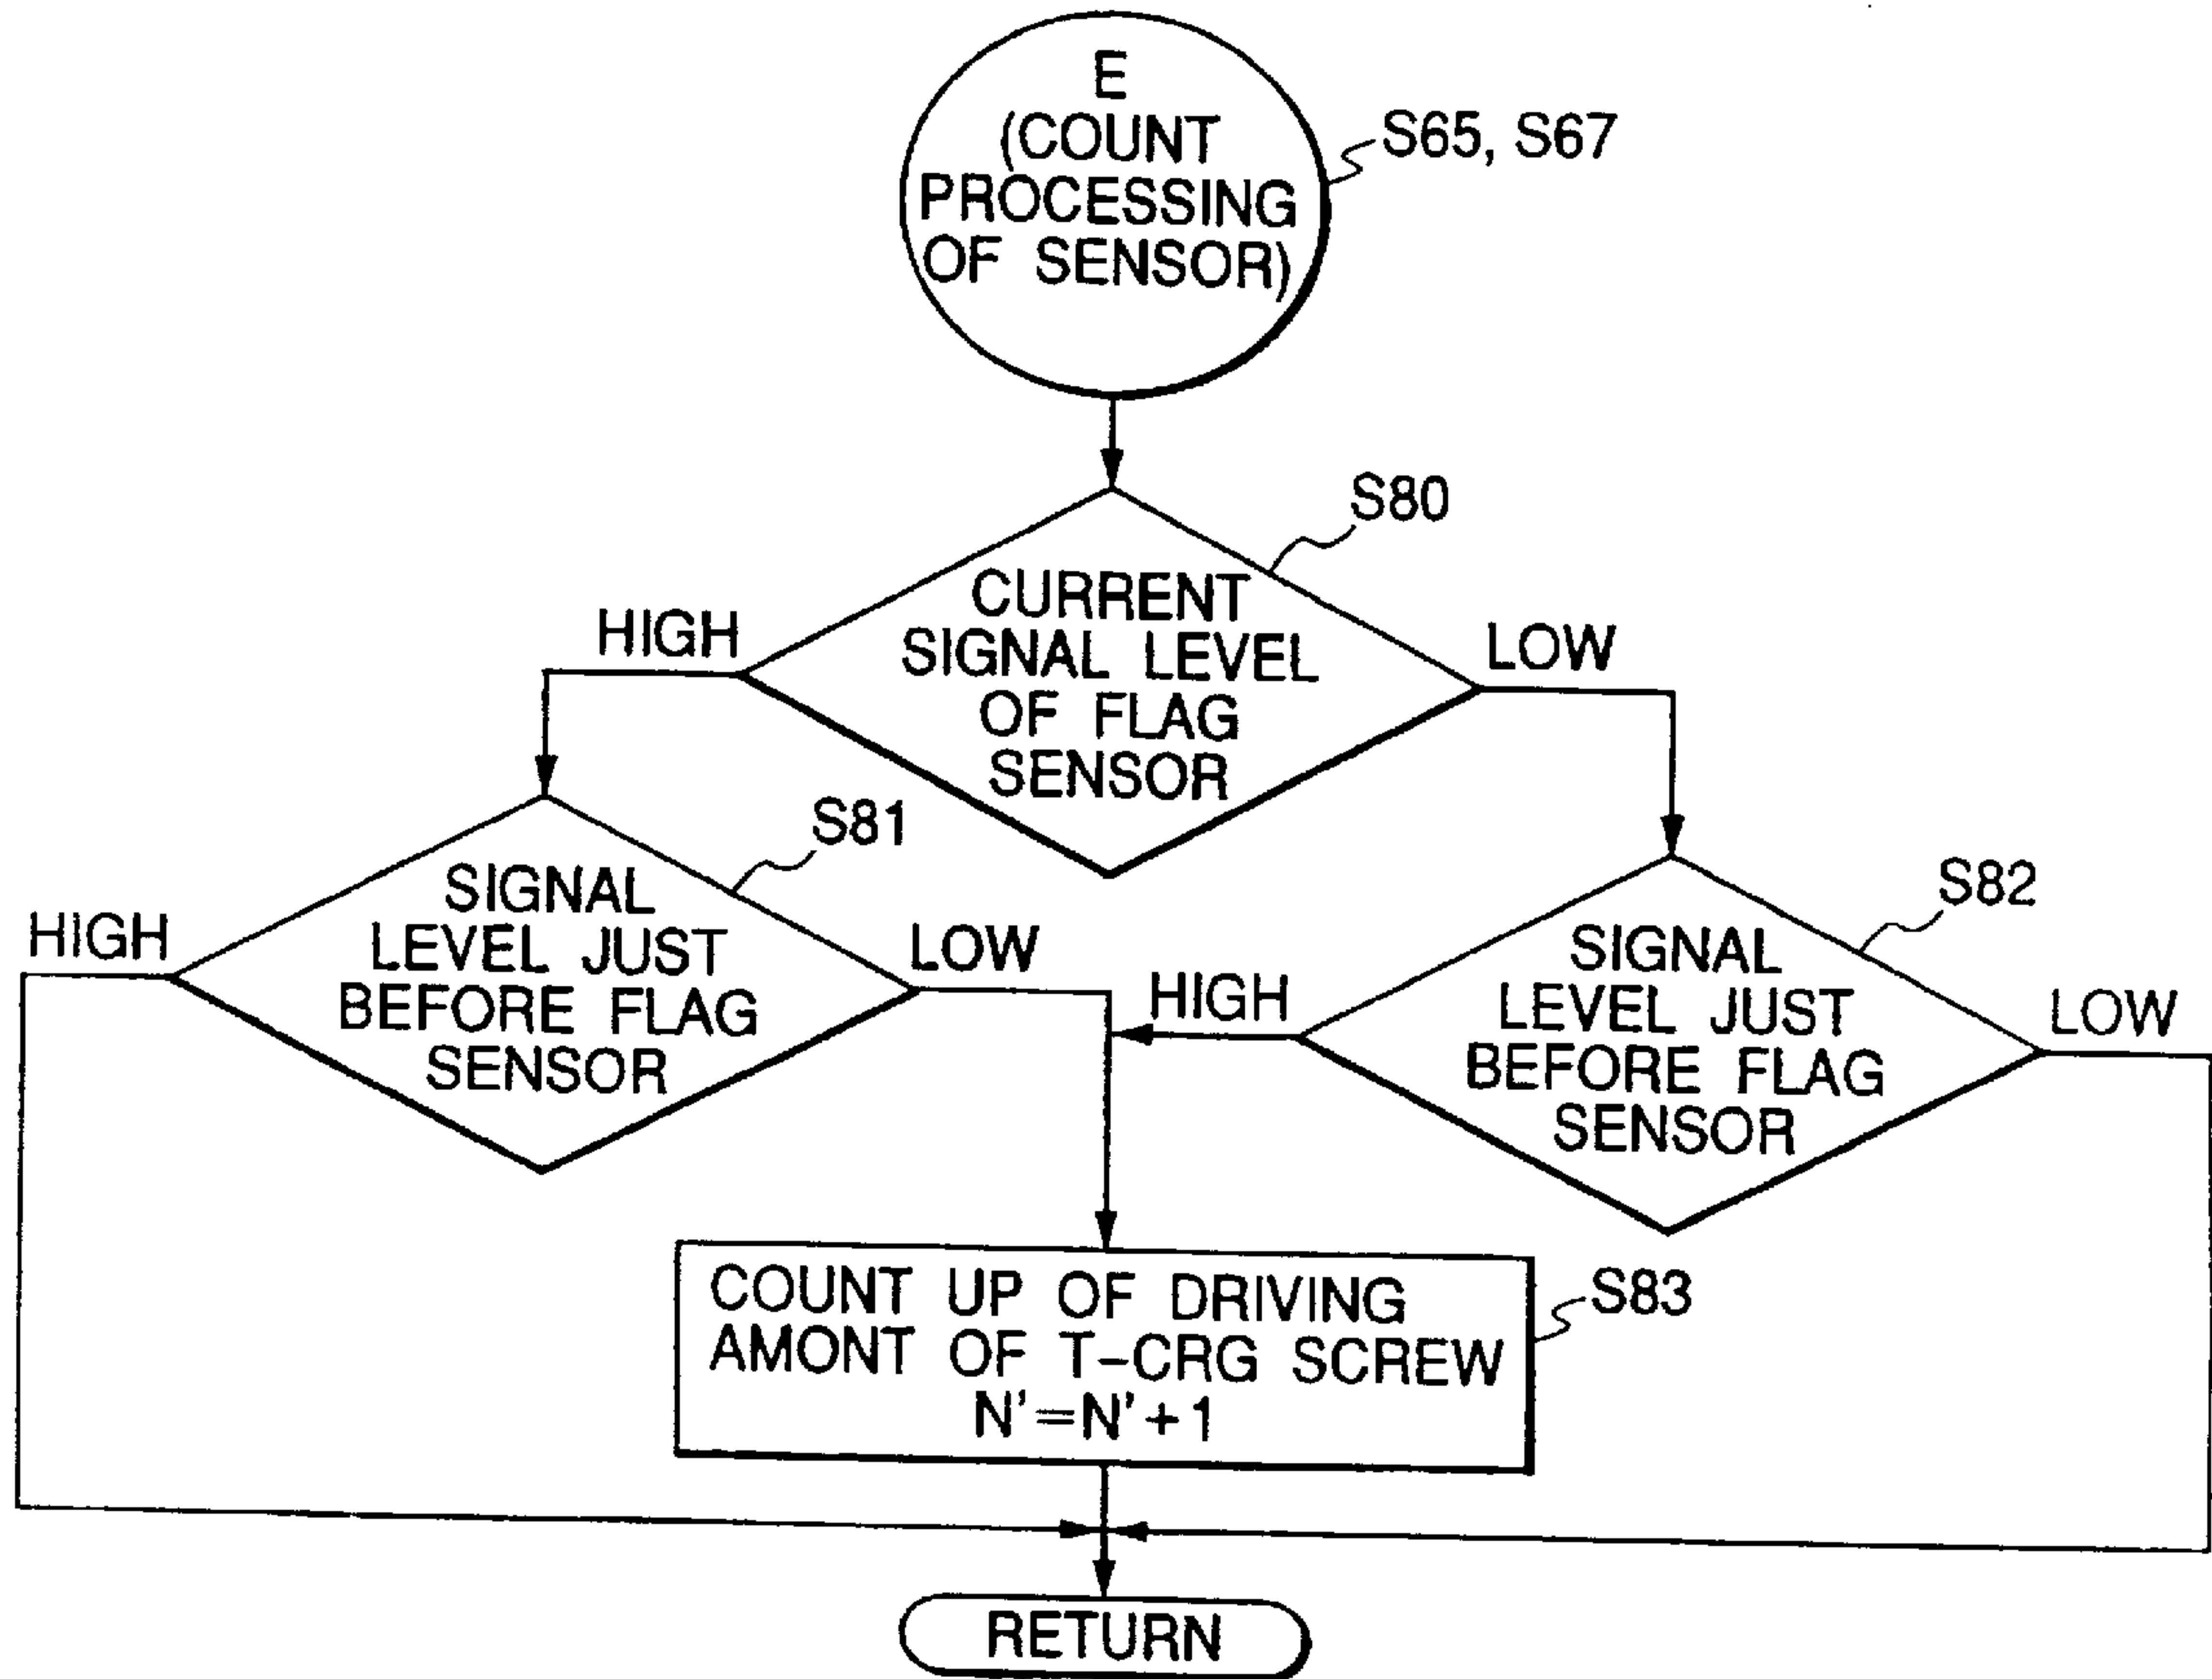 E
(COUNT
PROCESSING
OF SENSOR)
S65, S67
S80
CURRENT
SIGNAL LEVEL
OF FLAG
SENSOR
HIGH
LOW
S81
SIGNAL
LEVEL JUST
BEFORE FLAG
SENSOR
HIGH
LOW
S82
SIGNAL
LEVEL JUST
BEFORE FLAG
SENSOR
HIGH
LOW
COUNT UP OF DRIVING
AMONT OF T-CRG SCREW
N'=N'+1
S83
RETURN